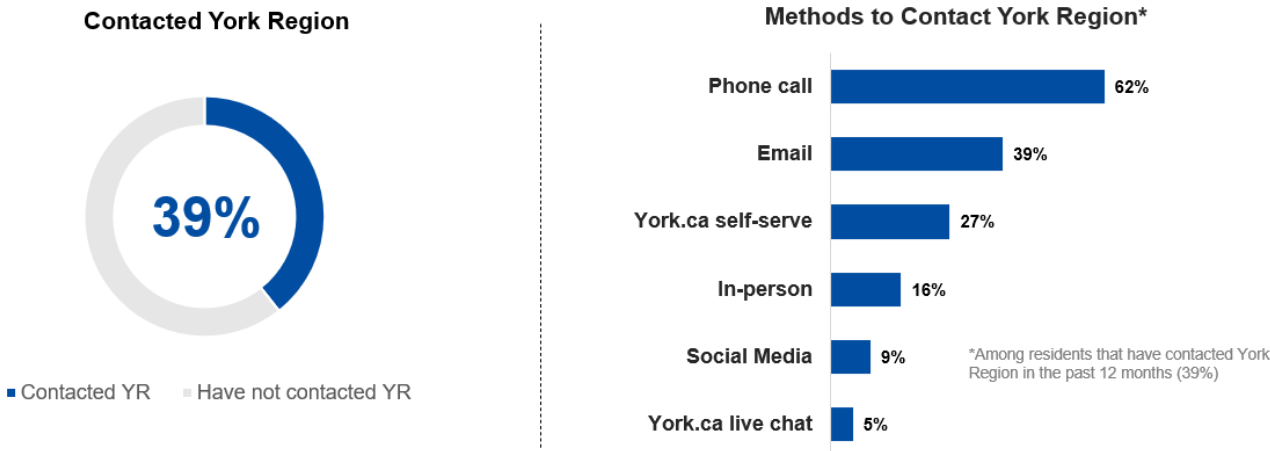 Contacted York Region
39%
Contacted YR
Have not contacted YR
Methods to Contact York Region*
Phone call
62%
Email
39%
York.ca self-serve
27%
In-person
16%
Social Media
9%
York.ca live chat
5%
*Among residents that have contacted York
Region in the past 12 months (39%)